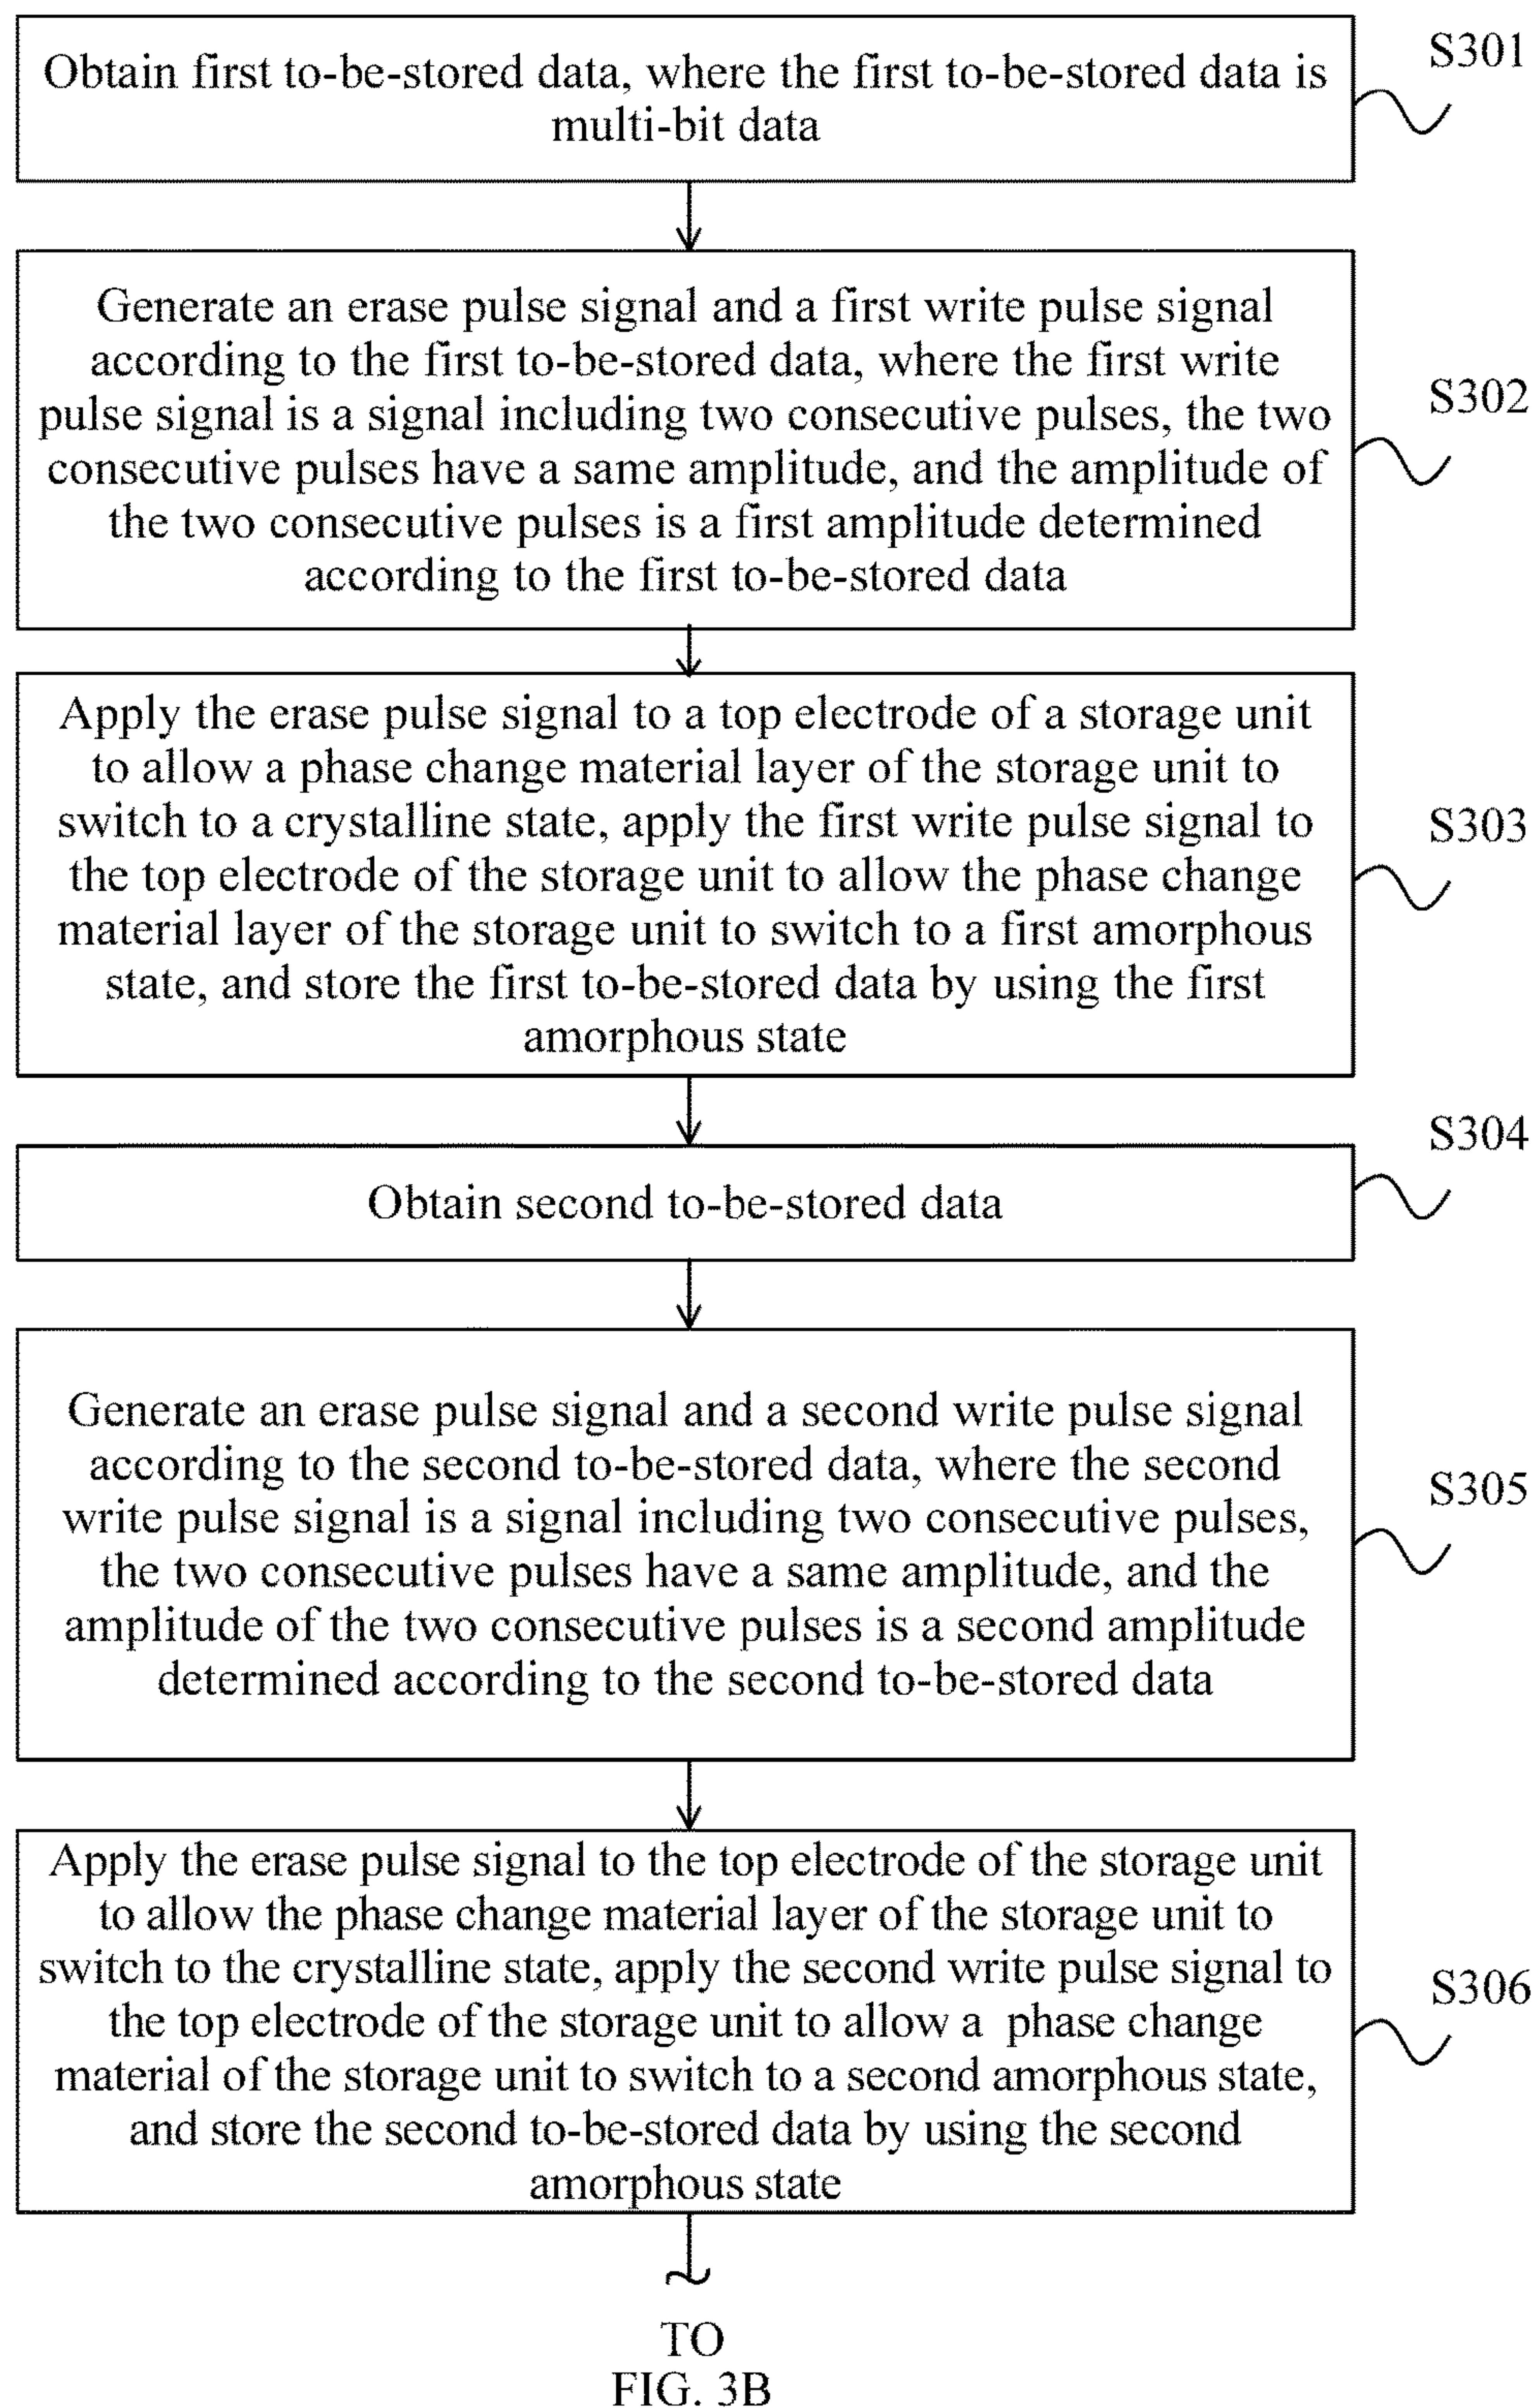 Obtain first to-be-stored data, where the first to-be-stored data is
multi-bit data
S301
Generate an erase pulse signal and a first write pulse signal
according to the first to-be-stored data, where the first write
pulse signal is a signal including two consecutive pulses, the two
consecutive pulses have a same amplitude, and the amplitude of
the two consecutive pulses is a first amplitude determined
according to the first to-be-stored data
S302
Apply the erase pulse signal to a top electrode of a storage unit
to allow a phase change material layer of the storage unit to
switch to a crystalline state, apply the first write pulse signal to
the top electrode of the storage unit to allow the phase change
material layer of the storage unit to switch to a first amorphous
state, and store the first to-be-stored data by using the first
amorphous state
S303
Obtain second to-be-stored data
S304
Generate an erase pulse signal and a second write pulse signal
according to the second to-be-stored data, where the second
write pulse signal is a signal including two consecutive pulses,
the two consecutive pulses have a same amplitude, and the
amplitude of the two consecutive pulses is a second amplitude
determined according to the second to-be-stored data
S305
Apply the erase pulse signal to the top electrode of the storage unit
to allow the phase change material layer of the storage unit to
switch to the crystalline state, apply the second write pulse signal to
the top electrode of the storage unit to allow a phase change
material of the storage unit to switch to a second amorphous state,
and store the second to-be-stored data by using the second
amorphous state
S306
TO
FIG. 3B